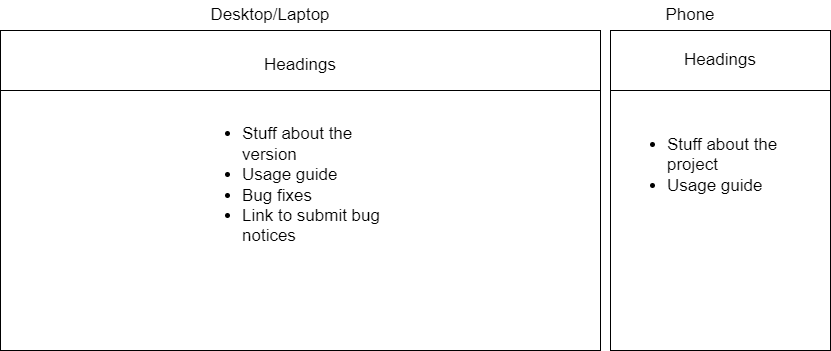 Desktop/Laptop
Phone
Headings
Headings
• Stuff about the
version
• Usage guide
• Bug fixes
• Link to submit bug
notices
• Stuff about the
project
• Usage guide